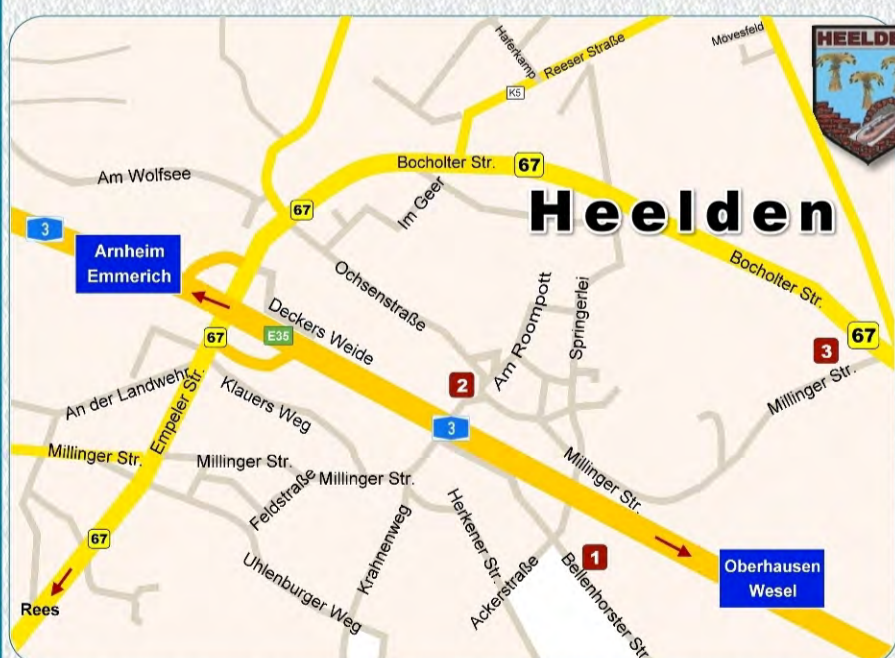 HEELDE
Haferkamp
Reeser Straße
Mövesfeld
K5
Bocholter Str.
67
Am Wolfsee
Im Geer
67
Heelden
3
Arnheim
Emmerich
Ochsenstraße
Bocholter Str.
Am Roompott
Springerlei
Deckers Weide
E35
67
67
3
2
An der Landwehr
Empeler Str.
Klauers Weg
Millinger Str.
3
Millinger Str.
Millinger Str.
Millinger Str.
Millinger Str.
Feldstraße
Krahnenweg
Herkener Str.
Ackerstraße
67
1
Bellenhorster Str.
Uhlenburger Weg
Oberhausen
Wesel
Rees